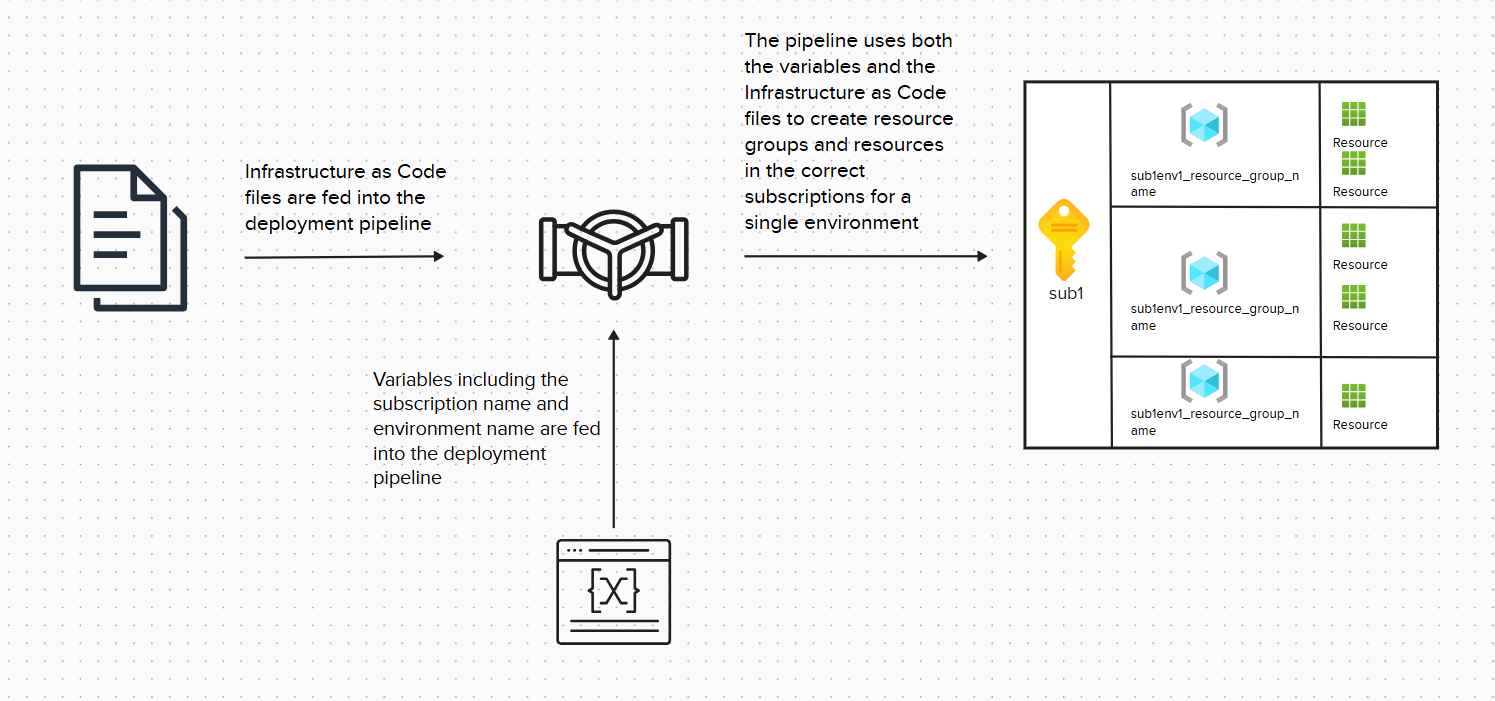 The pipeline uses both
the variables and the
Infrastructure as Code
files to create resource
groups and resources
in the correct
subscriptions for a
single environment
Infrastructure as Code
files are fed into the
deployment pipeline
Variables including the
subscription name and
environment name are fed
into the deployment
pipeline
{X}
sub1
sub1env1_resource_group_n
ame
Resource
Resource
sub1env1_resource_group_n
ame
Resource
Resource
sub1env1_resource_group_n
ame
Resource